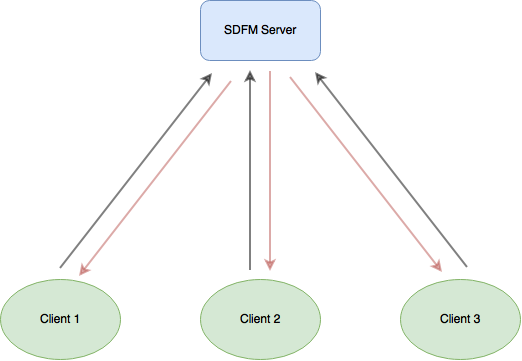 SDFM Server
Client 1
Client 2
Client 3